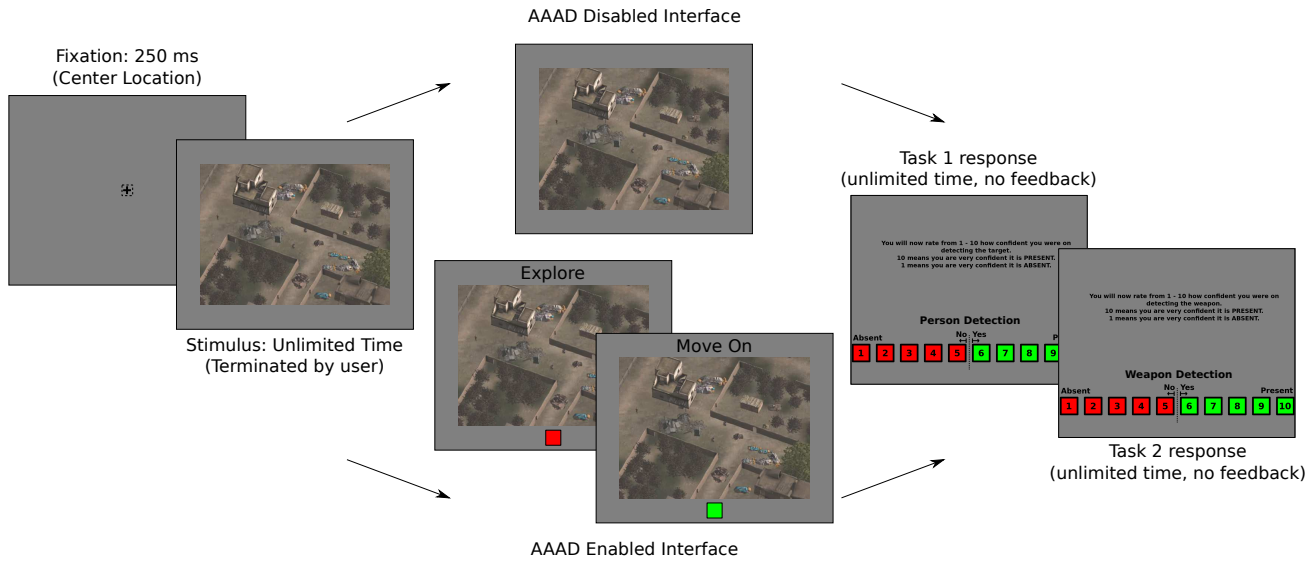 AAAD Disabled Interface
Fixation: 250 ms
(Center Location)
Stimulus: Unlimited Time
(Terminated by user)
Explore
Move On
AAAD Enabled Interface
Task 1 response
(unlimited time, no feedback)
You will now rate from 1 - 10 how confident you were on
detecting the target.
10 means you are very confident it is PRESENT.
1 means you are very confident it is ABSENT.
Person Detection
No Yes
Absent P
1 2 3 4 5 6 7 8 9
You will now rate from 1 - 10 how confident you were on
detecting the weapon.
10 means you are very confident it is PRESENT.
1 means you are very confident it is ABSENT.
Weapon Detection
No Yes
Absent Present
1 2 3 4 5 6 7 8 9 10
Task 2 response
(unlimited time, no feedback)